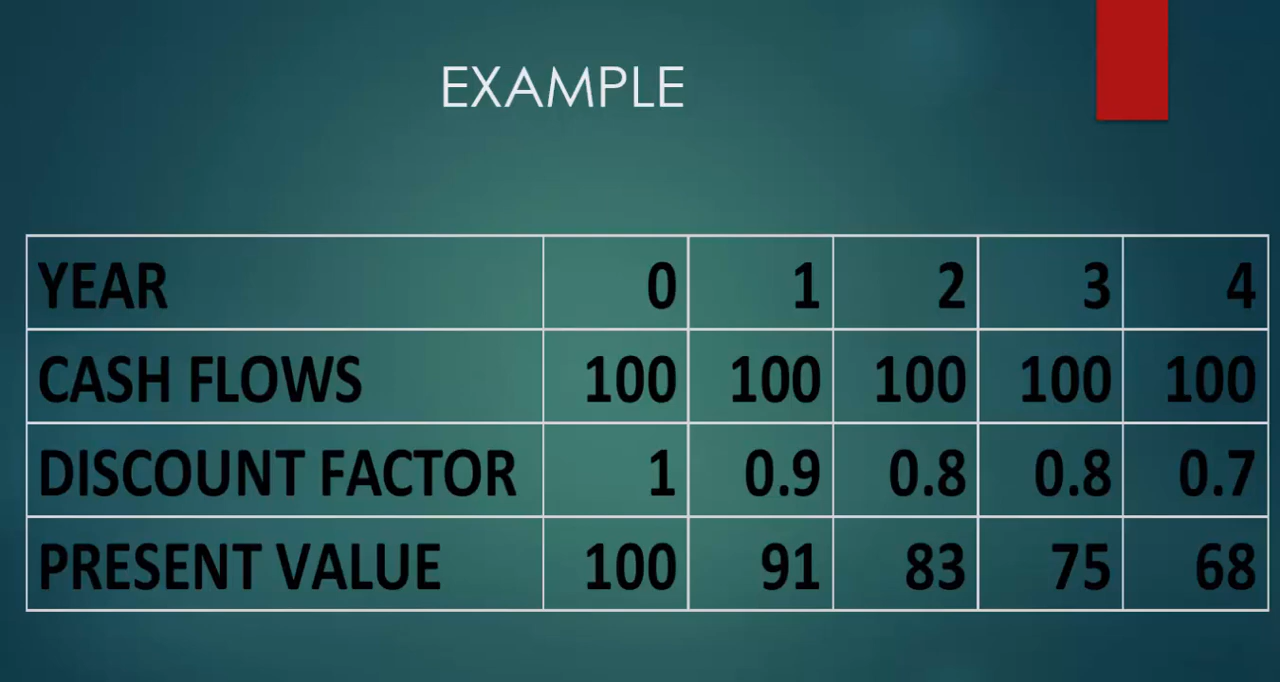 EXAMPLE
YEAR 0 1 2 3 4
CASH FLOWS 100 100 100 100 100
DISCOUNT FACTOR 1 0.9 0.8 0.8 0.7
PRESENT VALUE 100 91 83 75 68